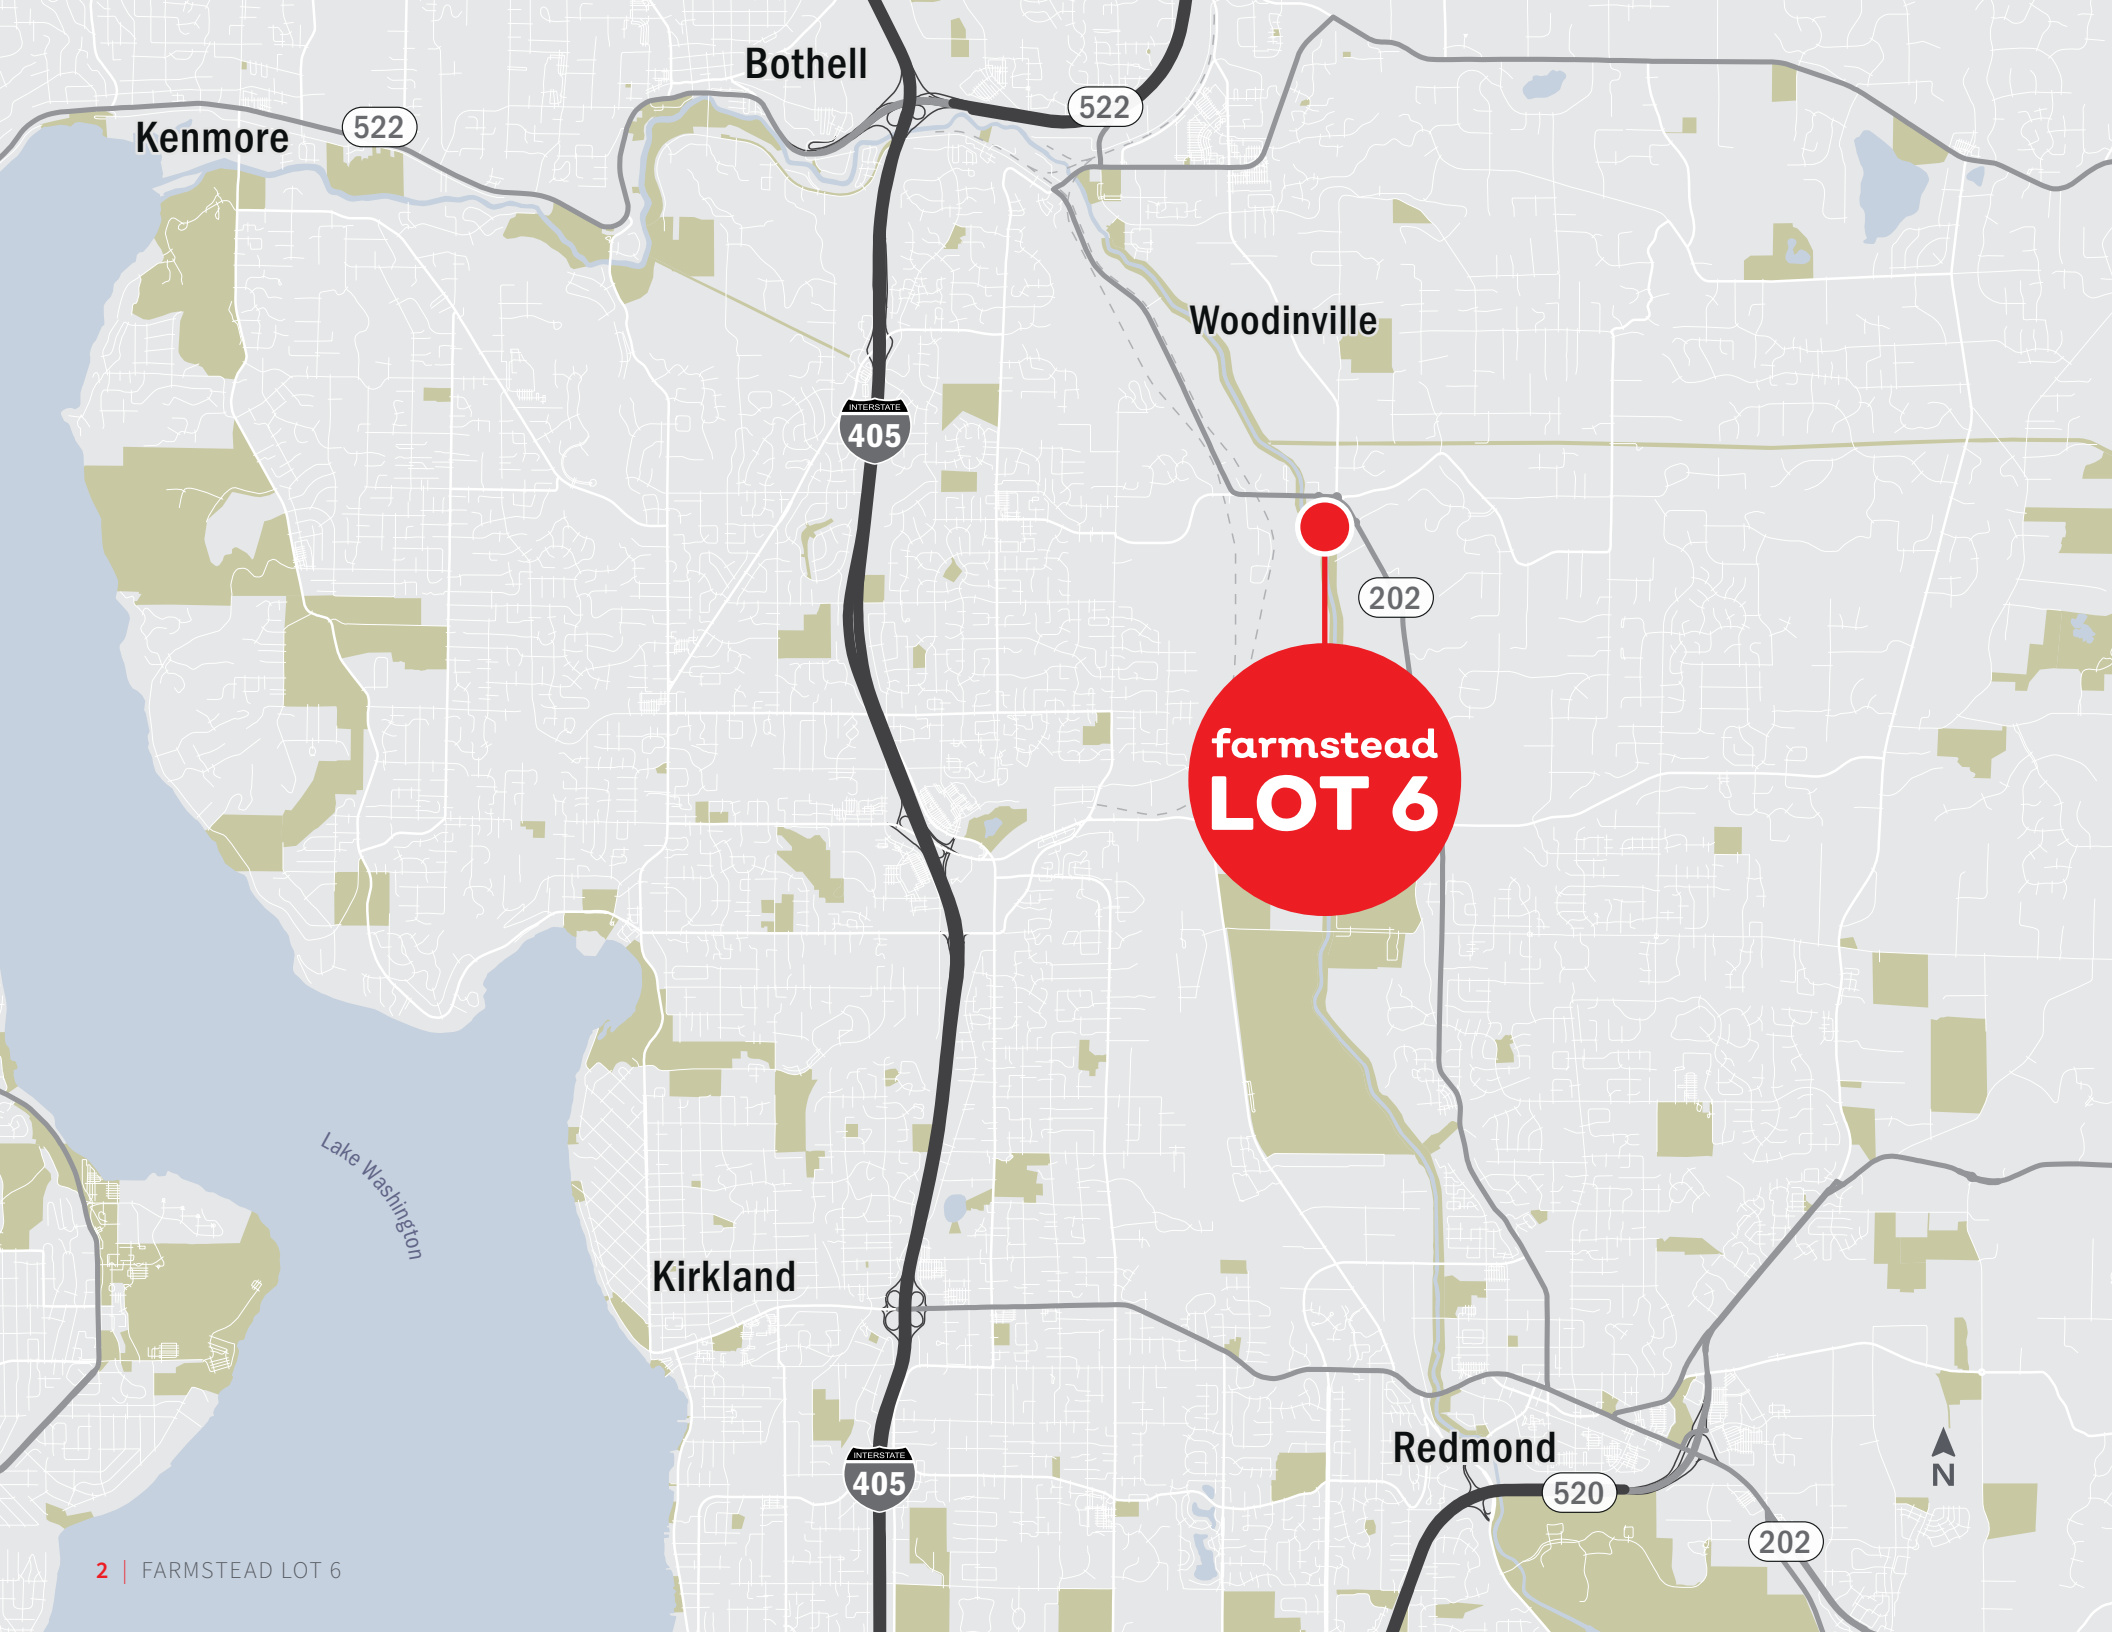 Bothell
522
Kenmore
522
Woodinville
INTERSTATE
405
202
farmstead
LOT 6
Lake Washington
Kirkland
Redmond
INTERSTATE
405
520
N
202
2 | FARMSTEAD LOT 6